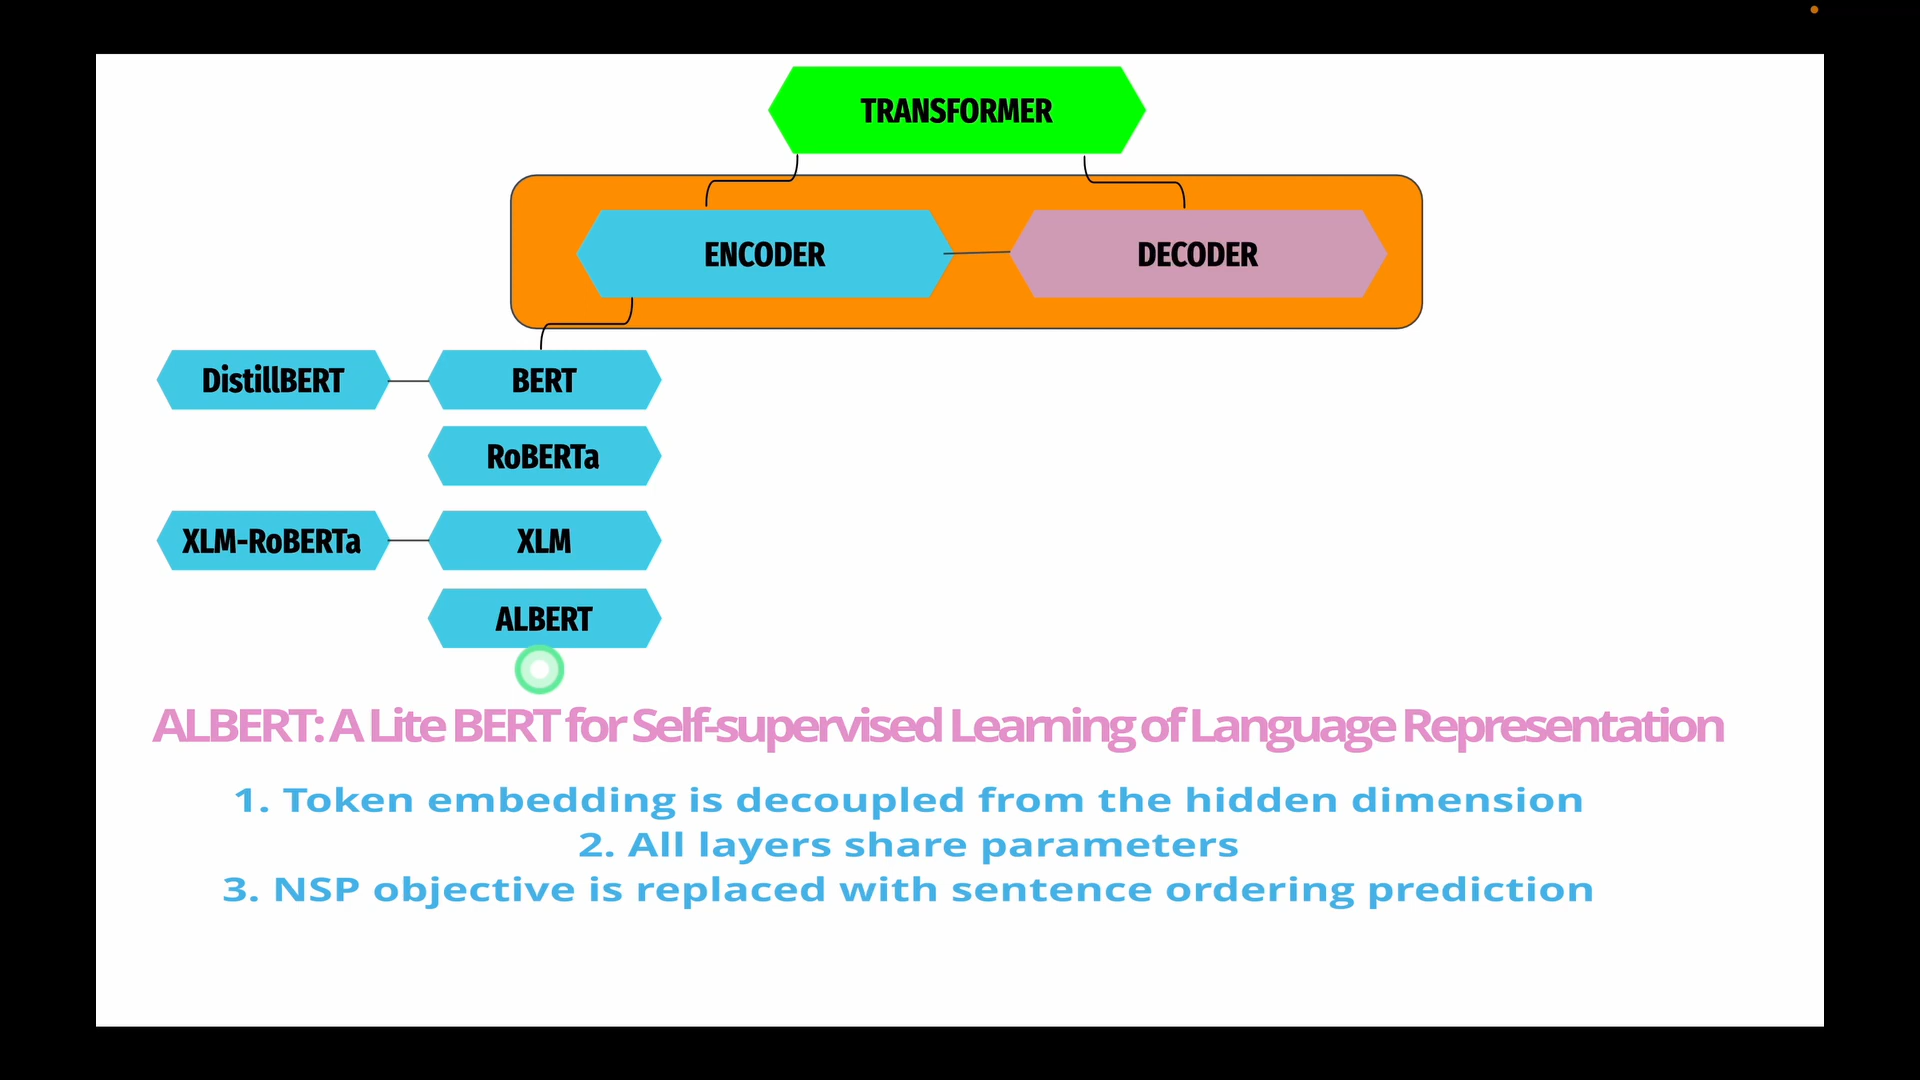 TRANSFORMER
ENCODER
DECODER
DistillBERT
BERT
RoBERTa
XLM-RoBERTa
XLM
ALBERT
ALBERT: A Lite BERT for Self-supervised Learning of Language Representation
1. Token embedding is decoupled from the hidden dimension
2. All layers share parameters
3. NSP objective is replaced with sentence ordering prediction